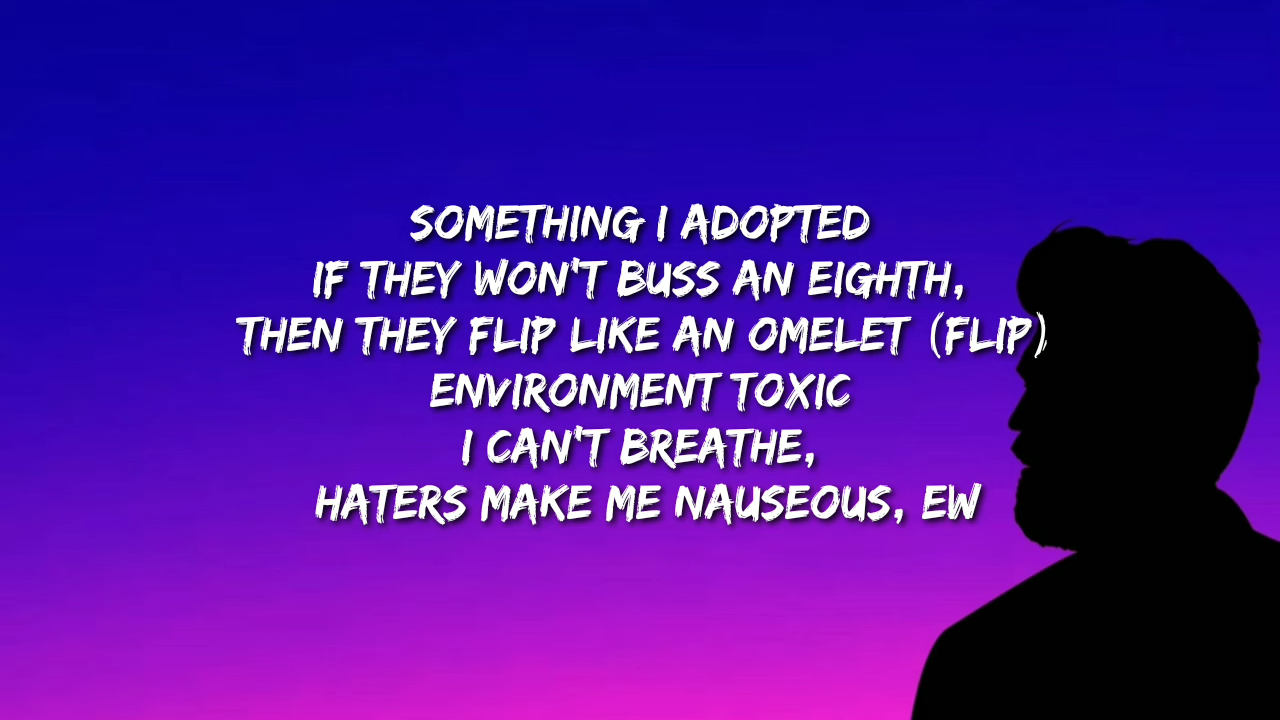 SOMETHING I ADOPTED
IF THEY WON'T BUSS AN EIGHTH,
THEN THEY FLIP LIKE AN OMELET (FLIP)
ENVIRONMENT TOXIC
I CAN'T BREATHE,
HATERS MAKE ME NAUSEOUS, EW